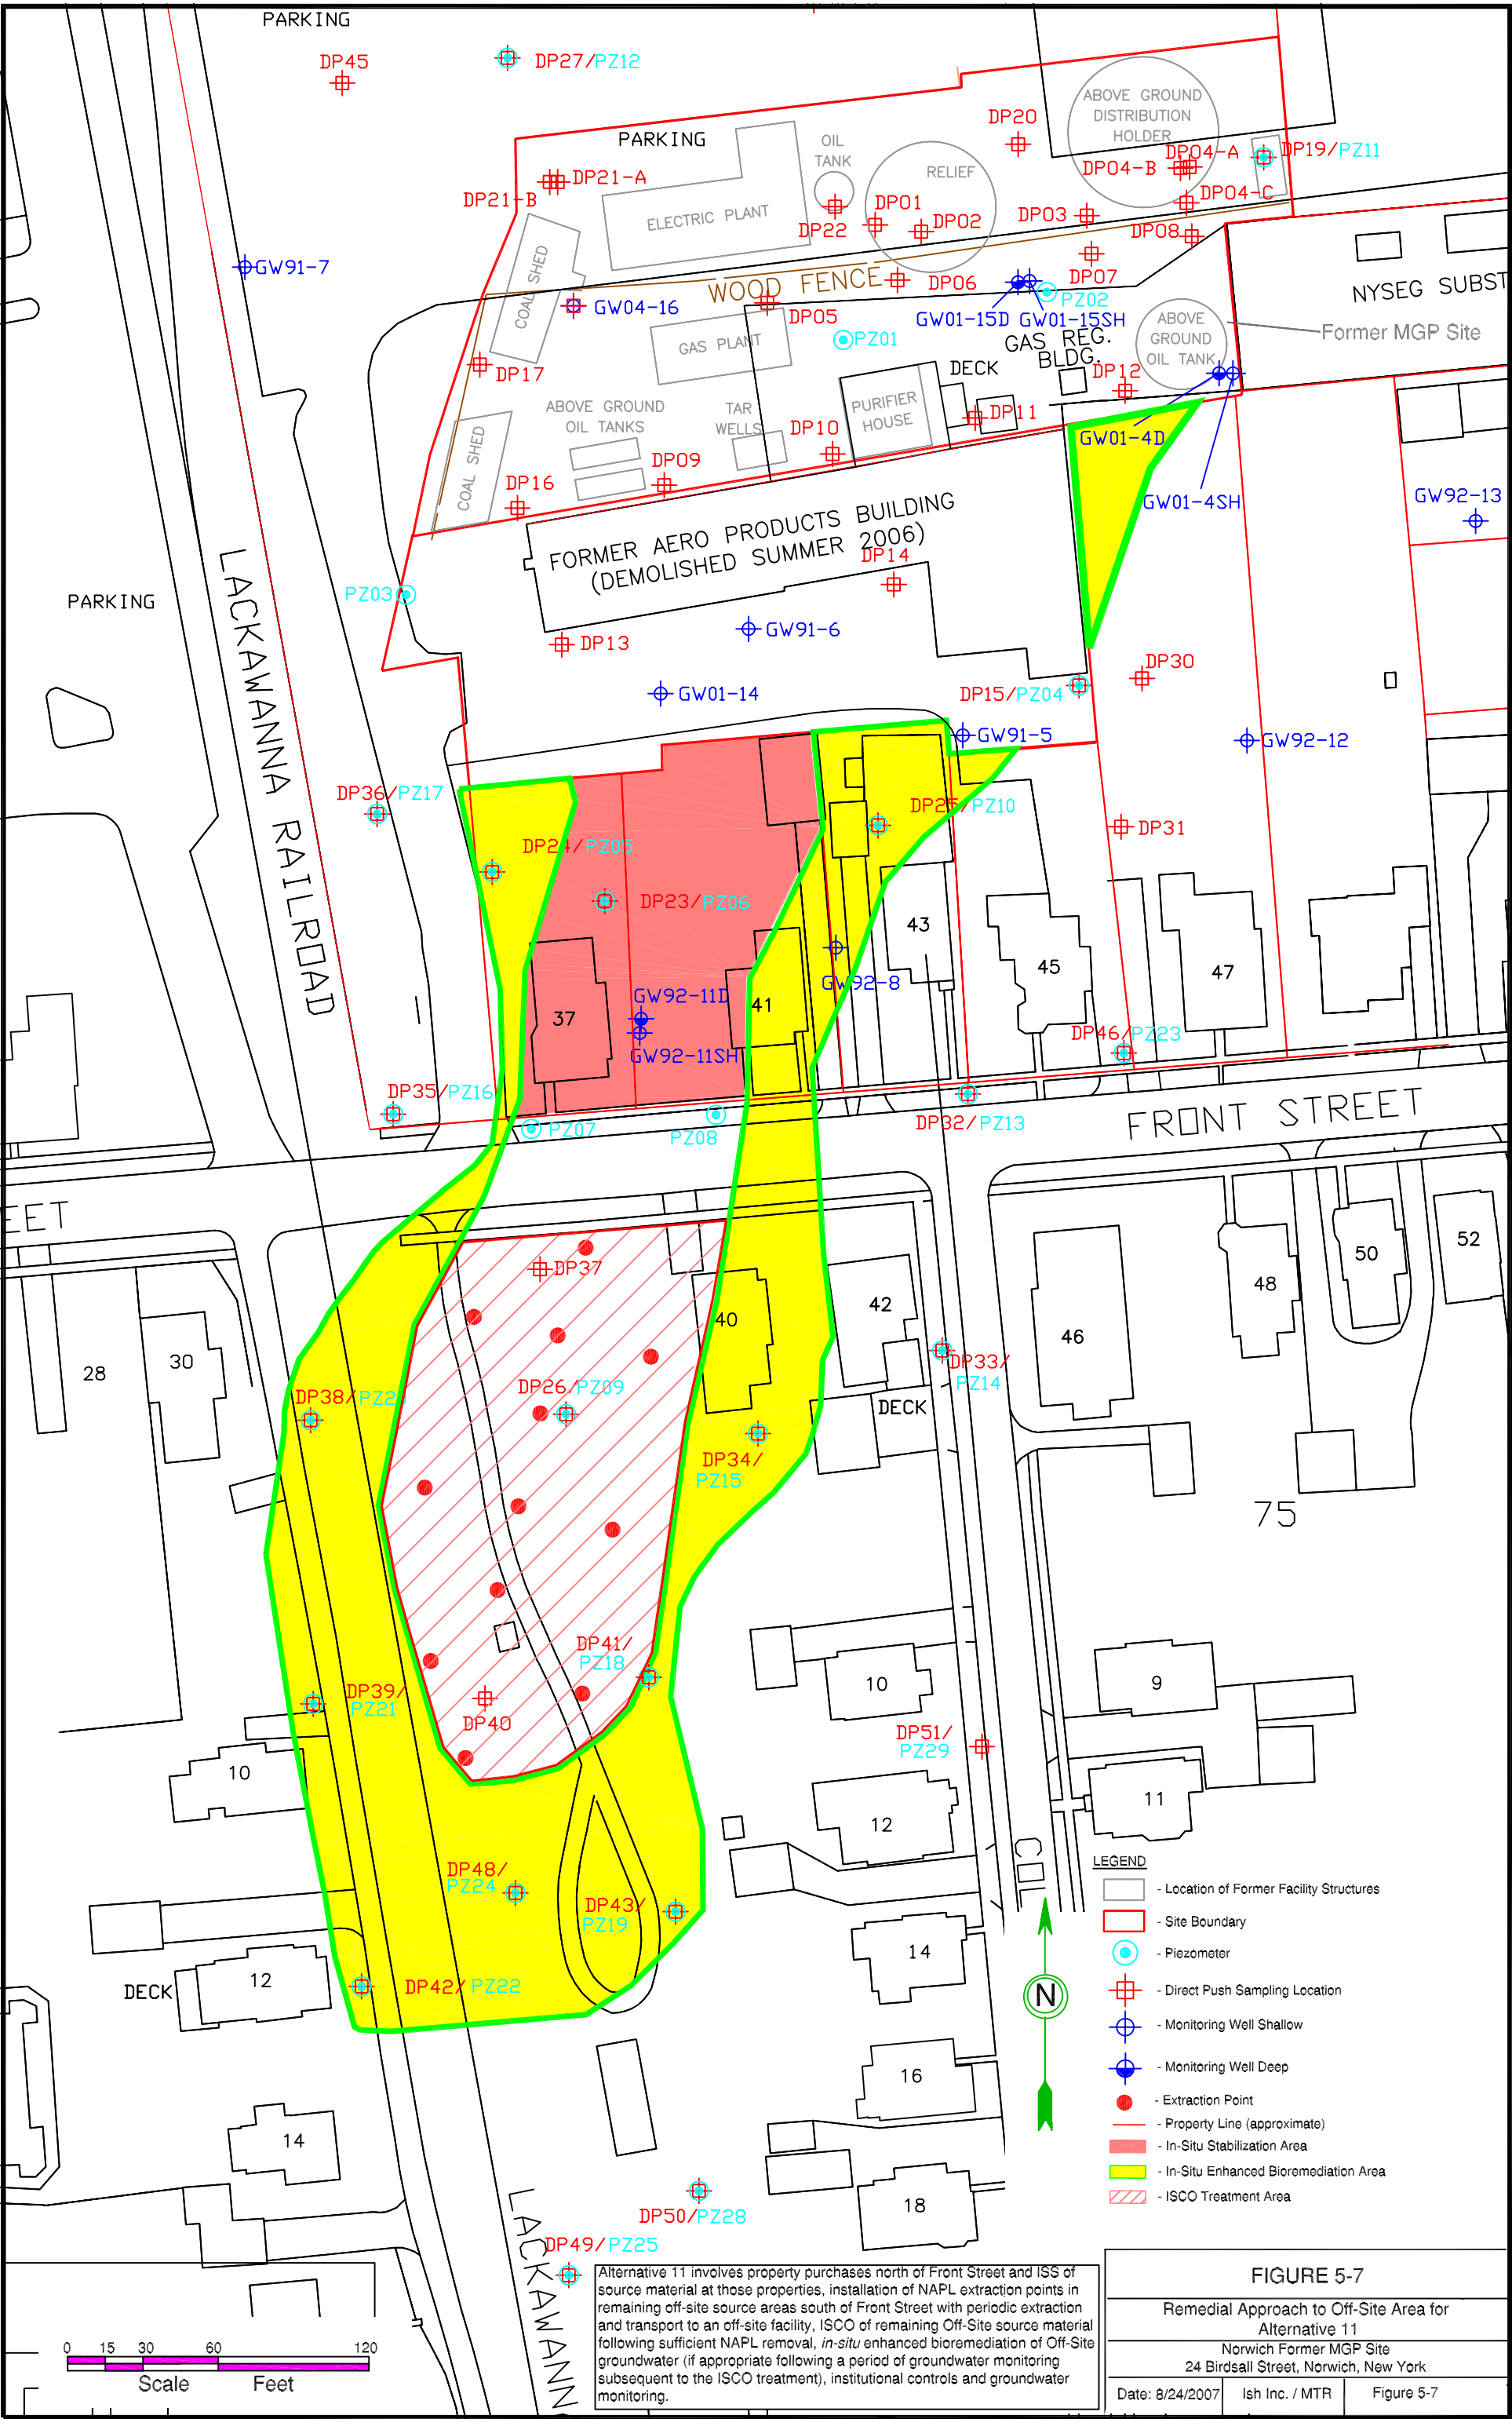 PARKING
DP45
DP27/PZ12
PARKING
OIL
TANK
RELIEF
DP20
ABOVE GROUND
DISTRIBUTION
HOLDER
DP04-A
DP04-B
DP19/PZ11
DP04-C
DP21-A
DP21-B
ELECTRIC PLANT
DP22
DP01
DP02
DP03
DP08
DP07
GW91-7
COAL SHED
GW04-16
WOOD FENCE
DP06
DP05
PZ02
GW01-15D
GW01-15SH
NYSEG SUBST
Former MGP Site
GAS PLANT
PZ01
GAS REG.
BLDG.
ABOVE
GROUND
OIL TANK
DP17
DECK
DP12
ABOVE GROUND
OIL TANKS
TAR
WELLS
PURIFIER
HOUSE
DP11
DP10
COAL SHED
DP09
DP16
GW01-4D
GW01-4SH
GW92-13
FORMER AERO PRODUCTS BUILDING
(DEMOLISHED SUMMER 2006)
DP14
PZ03
PARKING
LACKAWANNA RAILROAD
DP13
GW91-6
DP30
GW01-14
DP15/PZ04
GW91-5
GW92-12
DP36/PZ17
DP25/PZ10
DP31
DP24/PZ05
DP23/PZ06
43
45
47
GW92-8
GW92-11D
37
41
GW92-11SH
DP46/PZ23
DP35/PZ16
PZ07
PZ08
DP32/PZ13
FRONT STREET
EET
DP37
28
30
40
42
46
48
50
52
DP33/
PZ14
DP26/PZ09
DP38/PZ2
DECK
DP34/
PZ15
75
DP41/
PZ18
DP39/
PZ21
DP40
10
9
DP51/
PZ29
10
12
11
DP48/
PZ24
DP43/
PZ19
DP42/PZ22
DECK
12
14
COL
N
16
14
18
DP50/PZ28
DP49/PZ25
LACKAWANN
LEGEND
- Location of Former Facility Structures
- Site Boundary
- Piezometer
- Direct Push Sampling Location
- Monitoring Well Shallow
- Monitoring Well Deep
- Extraction Point
- Property Line (approximate)
- In-Situ Stabilization Area
- In-Situ Enhanced Bioremediation Area
- ISCO Treatment Area
0 15 30 60 120
Scale Feet
Alternative 11 involves property purchases north of Front Street and ISS of
source material at those properties, installation of NAPL extraction points in
remaining off-site source areas south of Front Street with periodic extraction
and transport to an off-site facility, ISCO of remaining Off-Site source material
following sufficient NAPL removal, in-situ enhanced bioremediation of Off-Site
groundwater (if appropriate following a period of groundwater monitoring
subsequent to the ISCO treatment), institutional controls and groundwater
monitoring.
FIGURE 5-7
Remedial Approach to Off-Site Area for
Alternative 11
Norwich Former MGP Site
24 Birdsall Street, Norwich, New York
Date: 8/24/2007
Ish Inc. / MTR
Figure 5-7